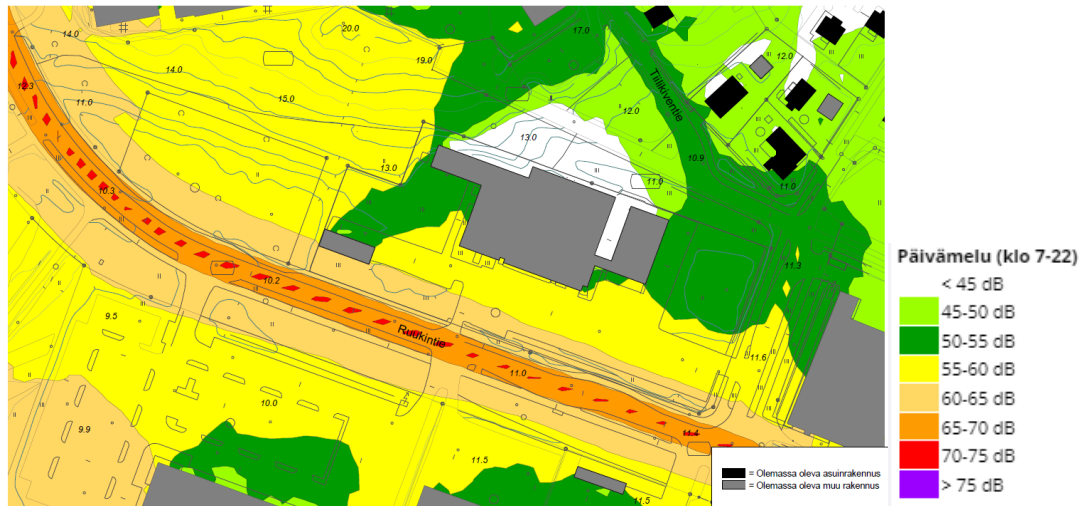 14.0
20.0
17.0
19.0
12.0
14.0
12.3
11.0
15.0
Tiilikiventie
12.0
13.0
10.9
13.0
11.0
11.0
10.3
11.3
10.2
9.5
Ruukintie
11.6
11.0
10.0
9.9
11.4
11.5
11.5
Päivämelu (klo 7-22)
< 45 dB
45-50 dB
50-55 dB
55-60 dB
60-65 dB
65-70 dB
70-75 dB
> 75 dB
= Olemassa oleva asuinrakennus
= Olemassa oleva muu rakennus